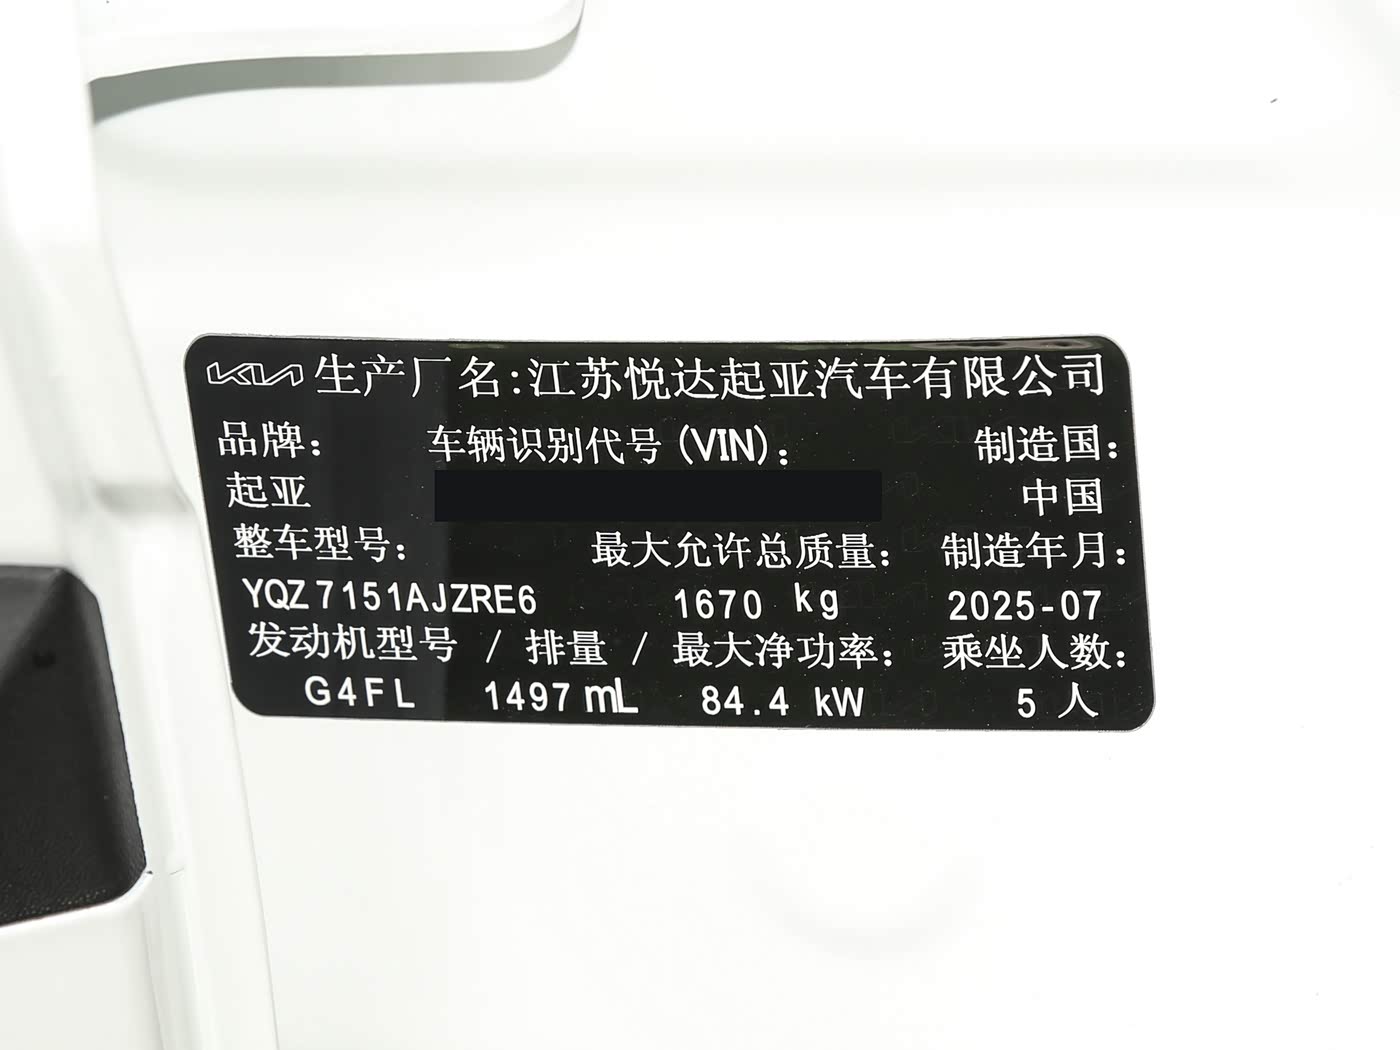 KIA 生产厂名:江苏悦达起亚汽车有限公司
品牌: 车辆识别代号(VIN): 制造国:
起亚 中国
整车型号: 最大允许总质量: 制造年月:
YQZ7151AJZRE6 1670 kg 2025-07
发动机型号 / 排量 / 最大净功率: 乘坐人数:
G4FL 1497 mL 84.4 kW 5 人